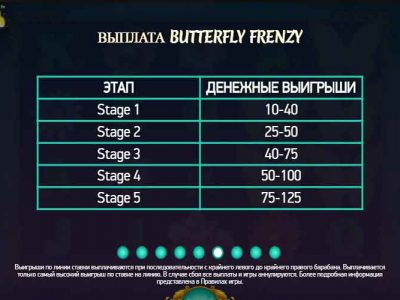 ВЫПЛАТА BUTTERFLY FRENZY
ЭТАП ДЕНЕЖНЫЕ ВЫИГРЫШИ
Stage 1 10-40
Stage 2 25-50
Stage 3 40-75
Stage 4 50-100
Stage 5 75-125
Выигрыши по линии ставки выплачиваются при последовательности с крайнего левого до крайнего правого барабана. Выплачивается
только самый высокий выигрыш по ставке на линию. В случае сбоя все выплаты и игры аннулируются. Более подробная информация
представлена в Правилах игры.